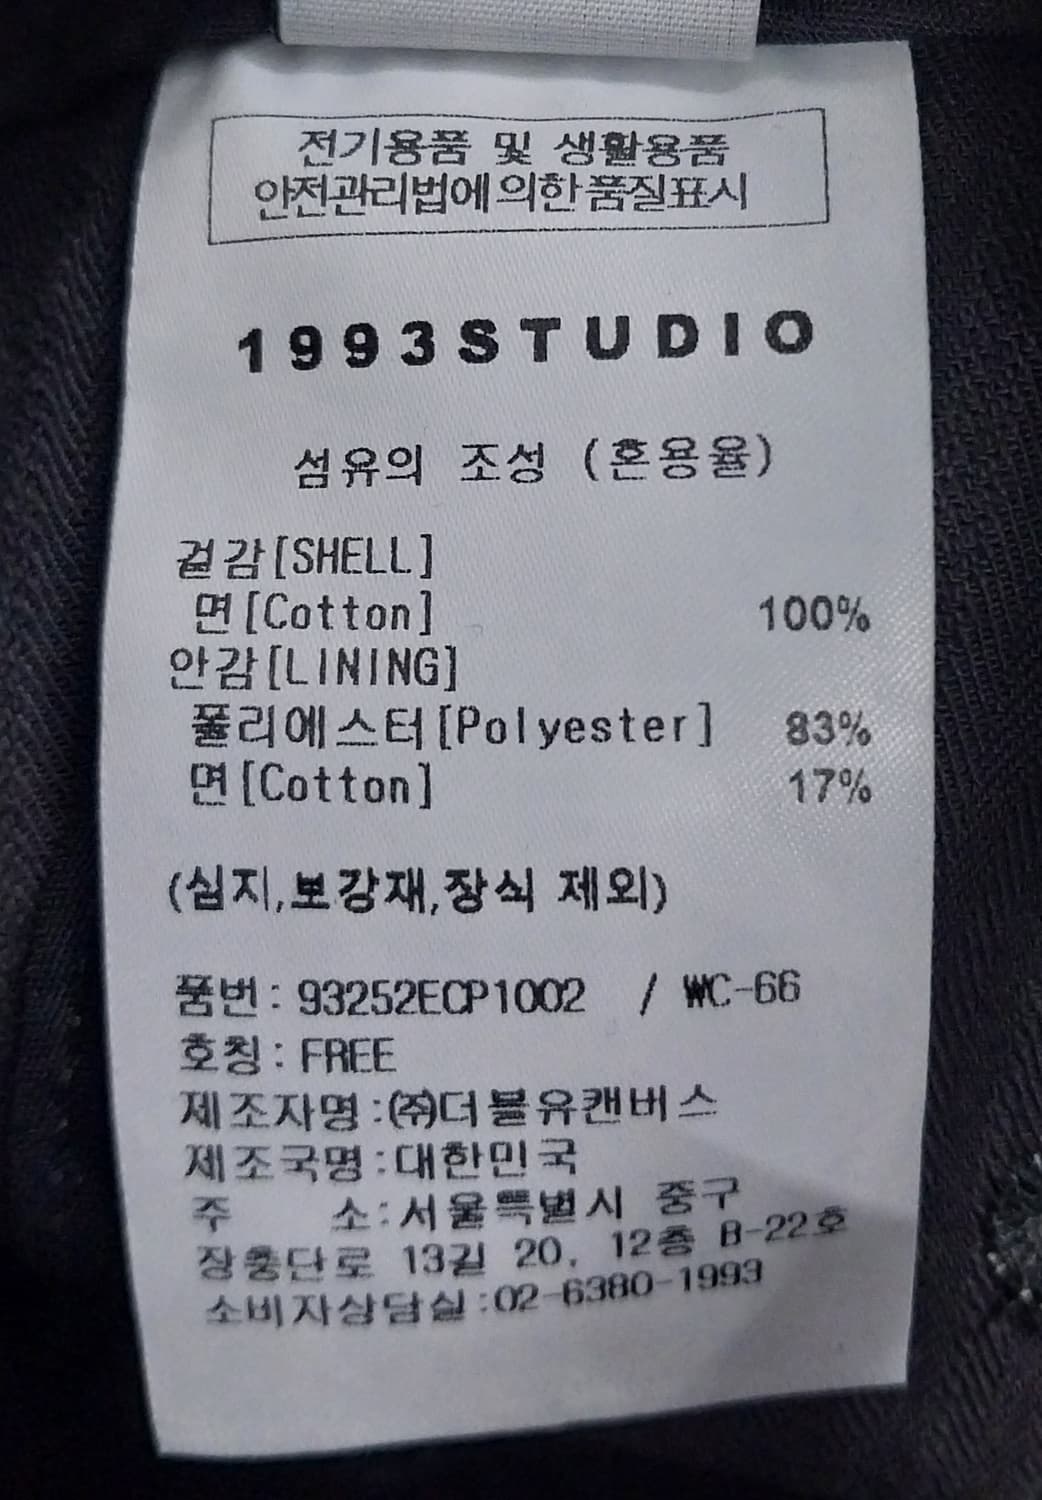 전기용품 및 생활용품
안전관리법에 의한 품질표시
1993STUDIO
섬유의 조성 (혼용율)
겉감[SHELL]
면[Cotton] 100%
안감[LINING]
폴리에스터[Polyester] 83%
면[Cotton] 17%
(심지,보강재,장식 제외)
품번: 93252ECP1002 / WC-66
호칭: FREE
제조자명:(주)더블유캔버스
제조국명:대한민국
주 소:서울특별시 중구
장충단로 13길 20, 12층 B-22호
소비자상담실:02-6380-1993